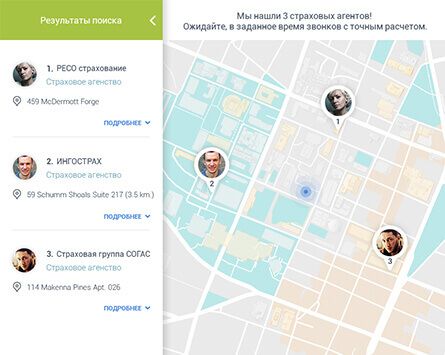 Результаты поиска
Мы нашли 3 страховых агентов!
Ожидайте, в заданное время звонков с точным расчетом.
1. РЕСО страхование
Страховое агенство
459 McDermott Forge
ПОДРОБНЕЕ
2. ИНГОСТРАХ
Страховое агенство
59 Schumm Shoals Suite 217 (3.5 km.)
ПОДРОБНЕЕ
3. Страховая группа СОГАС
Страховое агенство
114 Makenna Pines Apt. 026
ПОДРОБНЕЕ
1
2
3